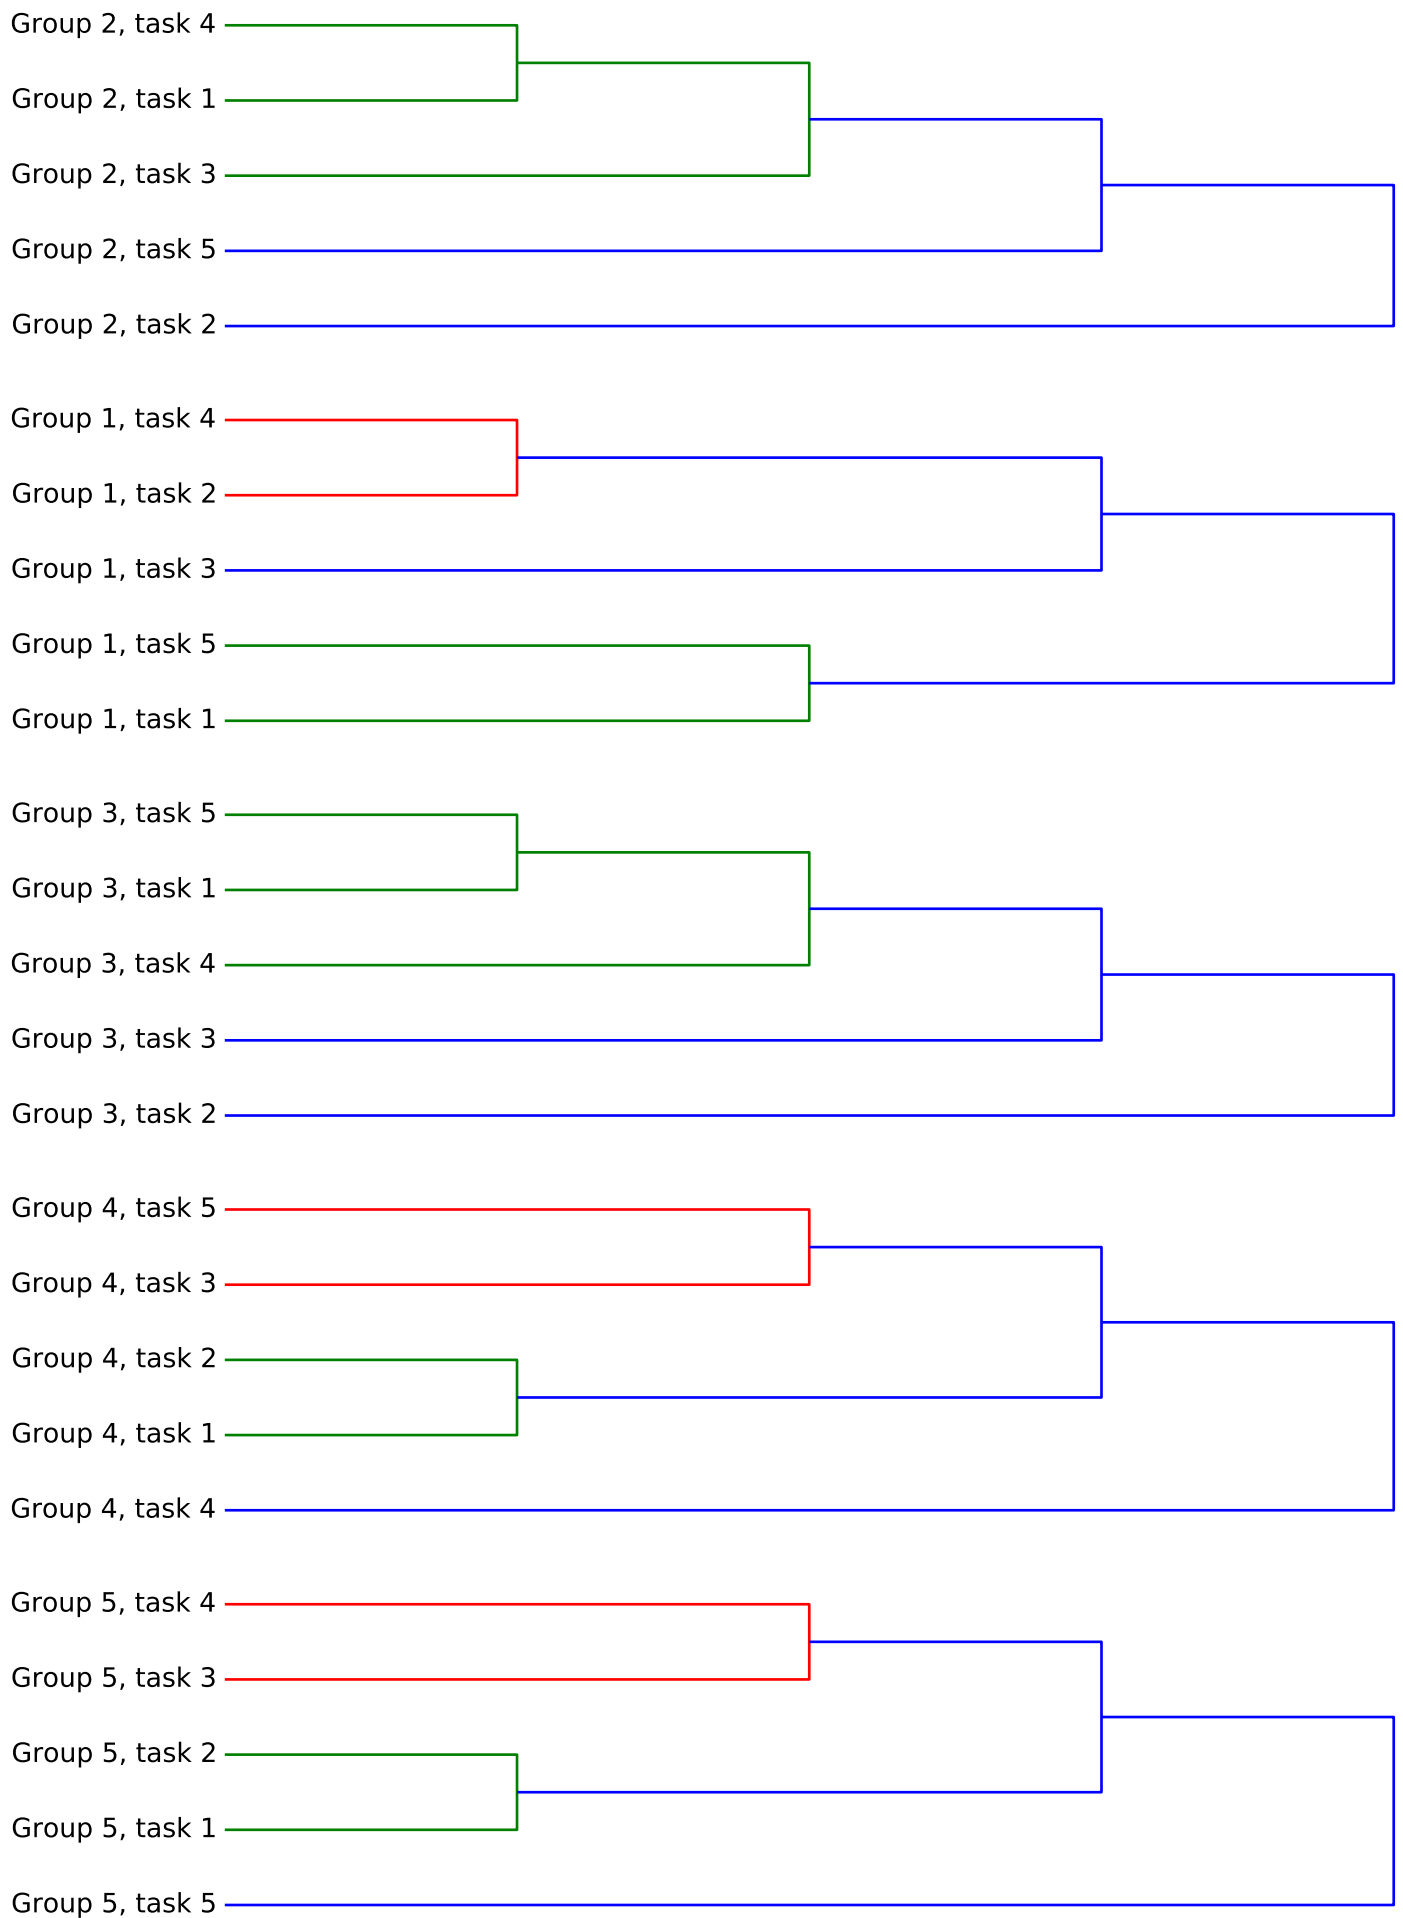 Group 2, task 4
Group 2, task 1
Group 2, task 3
Group 2, task 5
Group 2, task 2
Group 1, task 4
Group 1, task 2
Group 1, task 3
Group 1, task 5
Group 1, task 1
Group 3, task 5
Group 3, task 1
Group 3, task 4
Group 3, task 3
Group 3, task 2
Group 4, task 5
Group 4, task 3
Group 4, task 2
Group 4, task 1
Group 4, task 4
Group 5, task 4
Group 5, task 3
Group 5, task 2
Group 5, task 1
Group 5, task 5